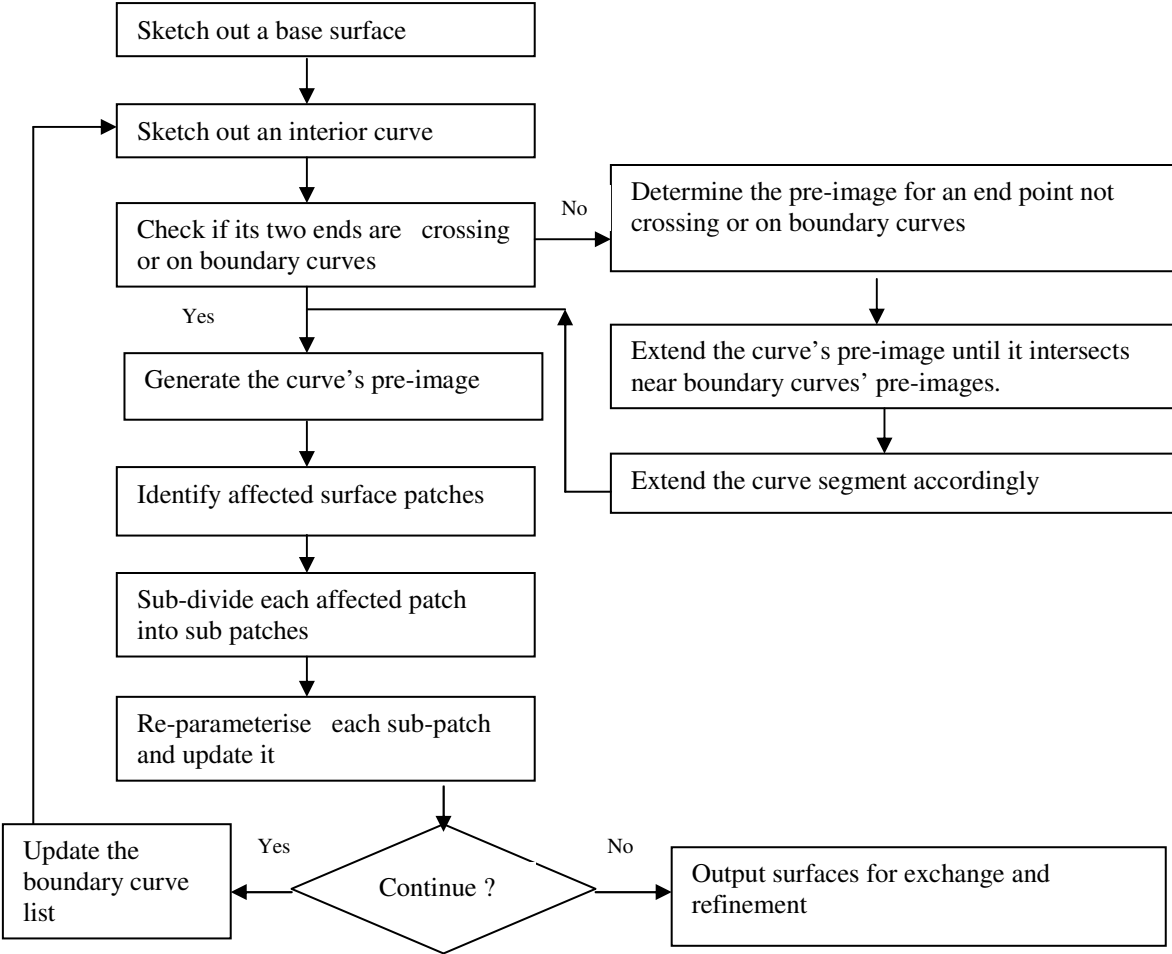 Sketch out a base surface
Sketch out an interior curve
Check if its two ends are crossing
or on boundary curves
No
Determine the pre-image for an end point not
crossing or on boundary curves
Yes
Extend the curve’s pre-image until it intersects
near boundary curves’ pre-images.
Generate the curve’s pre-image
Extend the curve segment accordingly
Identify affected surface patches
Sub-divide each affected patch
into sub patches
Re-parameterise each sub-patch
and update it
Continue ?
Yes
Update the
boundary curve
list
No
Output surfaces for exchange and
refinement